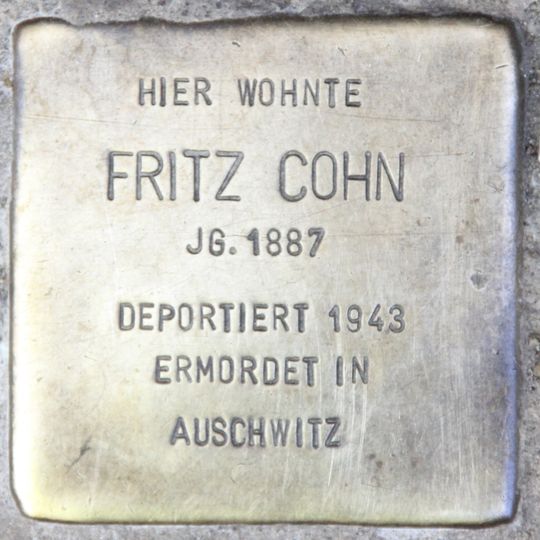 HIER WOHNTE
FRITZ COHN
JG. 1887
DEPORTIERT 1943
ERMORDET IN
AUSCHWITZ